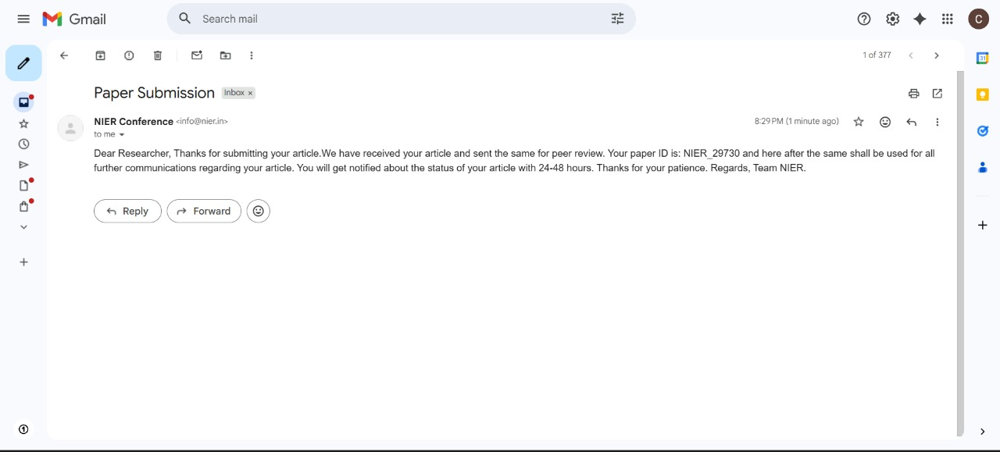 Gmail
Search mail
C
1 of 377
31
Paper Submission
Inbox ×
NIER Conference <info@nier.in>
8:29 PM (1 minute ago)
to me
Dear Researcher, Thanks for submitting your article.We have received your article and sent the same for peer review. Your paper ID is: NIER_29730 and here after the same shall be used for all
further communications regarding your article. You will get notified about the status of your article with 24-48 hours. Thanks for your patience. Regards, Team NIER.
Reply
Forward